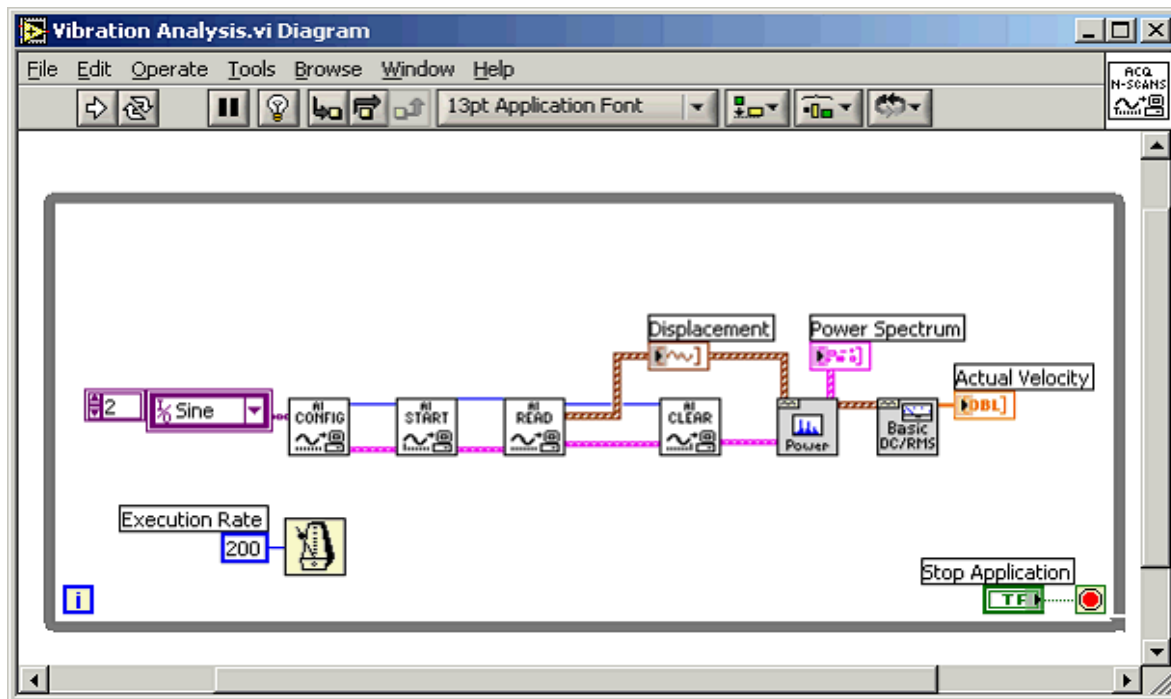 Vibration Analysis.vi Diagram
File Edit Operate Tools Browse Window Help
ACQ
N-SCANS
13pt Application Font
Displacement
Power Spectrum
Actual Velocity
2
I/O Sine
AI
CONFIG
AI
START
AI
READ
AI
CLEAR
Power
Basic
DC/RMS
DBL]
Execution Rate
200
Stop Application
TF
i